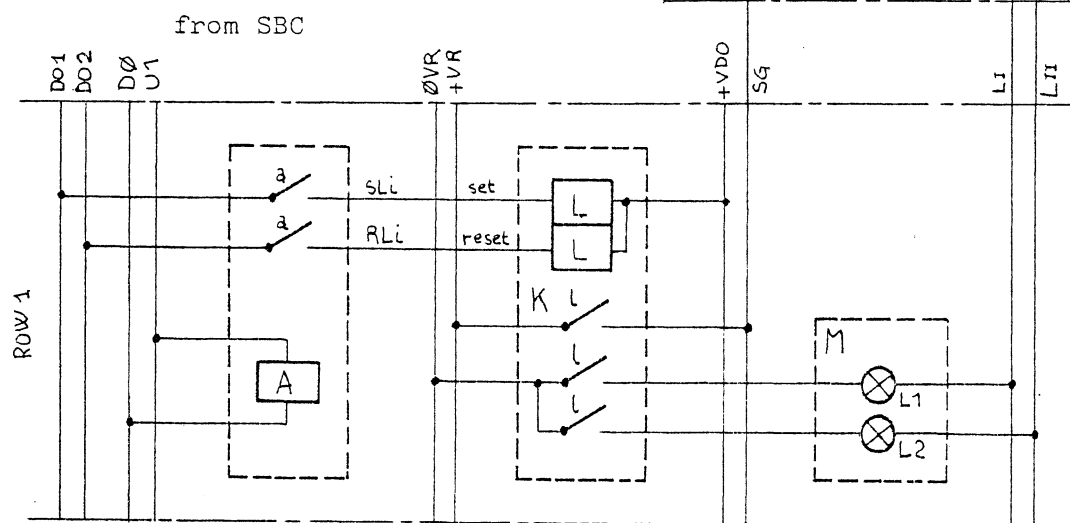 from SBC
DO1 DO2 DØ U1 ØVR +VR +VDO SG LI LII
ROW 1
a SLi set L
a RLi reset L
K l
l
l
A
M
L1
L2